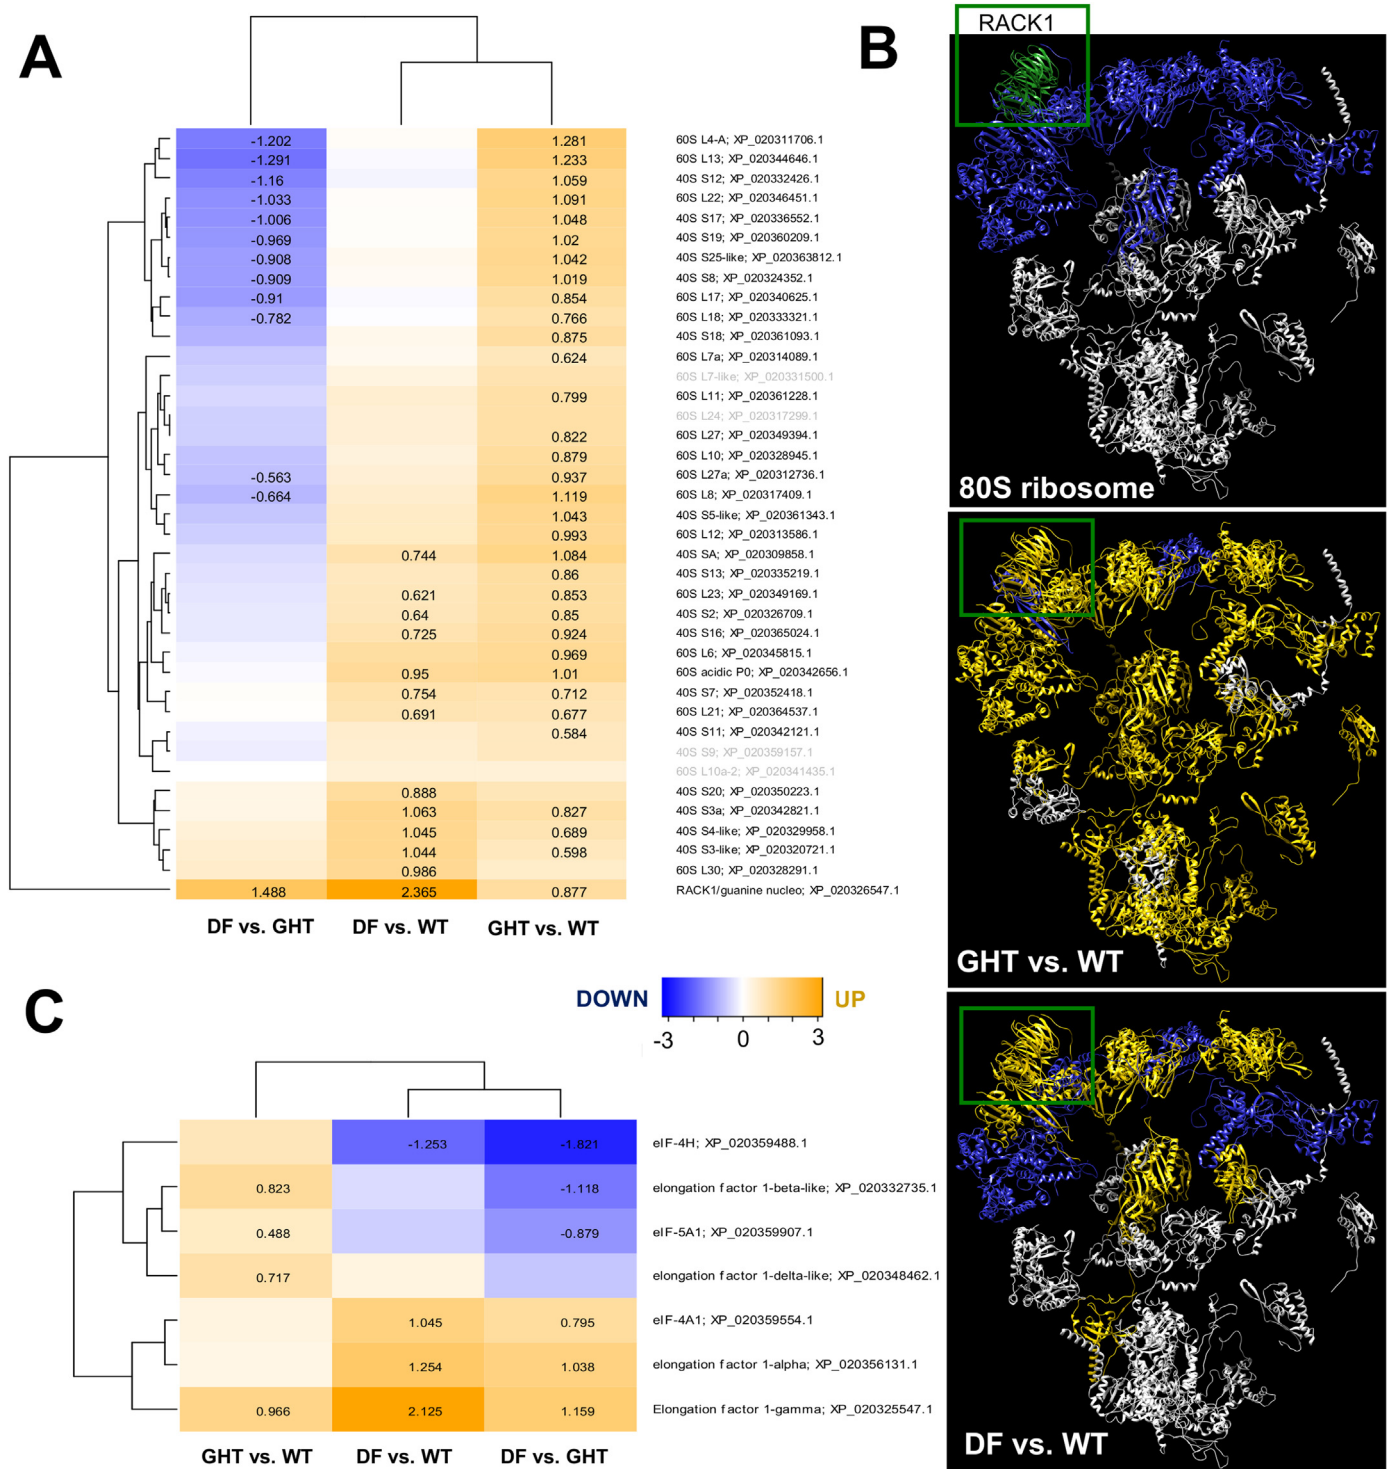 A
-1.202 1.281 60S L4-A; XP_020311706.1
-1.291 1.233 60S L13; XP_020344646.1
-1.16 1.059 40S S12; XP_020332426.1
-1.033 1.091 60S L22; XP_020346451.1
-1.006 1.048 40S S17; XP_020336552.1
-0.969 1.02 40S S19; XP_020360209.1
-0.908 1.042 40S S25-like; XP_020363812.1
-0.909 1.019 40S S8; XP_020324352.1
-0.91 0.854 60S L17; XP_020340625.1
-0.782 0.766 60S L18; XP_020333321.1
0.875 40S S18; XP_020361093.1
0.624 60S L7a; XP_020314089.1
60S L7-like; XP_020331500.1
0.799 60S L11; XP_020361228.1
60S L24; XP_020317299.1
0.822 60S L27; XP_020349394.1
0.879 60S L10; XP_020328945.1
-0.563 0.937 60S L27a; XP_020312736.1
-0.664 1.119 60S L8; XP_020317409.1
1.043 40S S5-like; XP_020361343.1
0.993 60S L12; XP_020313586.1
0.744 1.084 40S SA; XP_020309858.1
0.86 40S S13; XP_020335219.1
0.621 0.853 60S L23; XP_020349169.1
0.64 0.85 40S S2; XP_020326709.1
0.725 0.924 40S S16; XP_020365024.1
0.969 60S L6; XP_020345815.1
0.95 1.01 60S acidic P0; XP_020342656.1
0.754 0.712 40S S7; XP_020352418.1
0.691 0.677 60S L21; XP_020364537.1
0.584 40S S11; XP_020342121.1
40S S9; XP_020359157.1
60S L10a-2; XP_020341435.1
0.888 40S S20; XP_020350223.1
1.063 0.827 40S S3a; XP_020342821.1
1.045 0.689 40S S4-like; XP_020329958.1
1.044 0.598 40S S3-like; XP_020320721.1
0.986 60S L30; XP_020328291.1
1.488 2.365 0.877 RACK1/guanine nucleo; XP_020326547.1
DF vs. GHT DF vs. WT GHT vs. WT
DOWN UP
-3 0 3
B
RACK1
80S ribosome
GHT vs. WT
DF vs. WT
C
-1.253 -1.821 eIF-4H; XP_020359488.1
0.823 -1.118 elongation factor 1-beta-like; XP_020332735.1
0.488 -0.879 eIF-5A1; XP_020359907.1
0.717 elongation factor 1-delta-like; XP_020348462.1
1.045 0.795 eIF-4A1; XP_020359554.1
1.254 1.038 elongation factor 1-alpha; XP_020356131.1
0.966 2.125 1.159 Elongation factor 1-gamma; XP_020325547.1
GHT vs. WT DF vs. WT DF vs. GHT